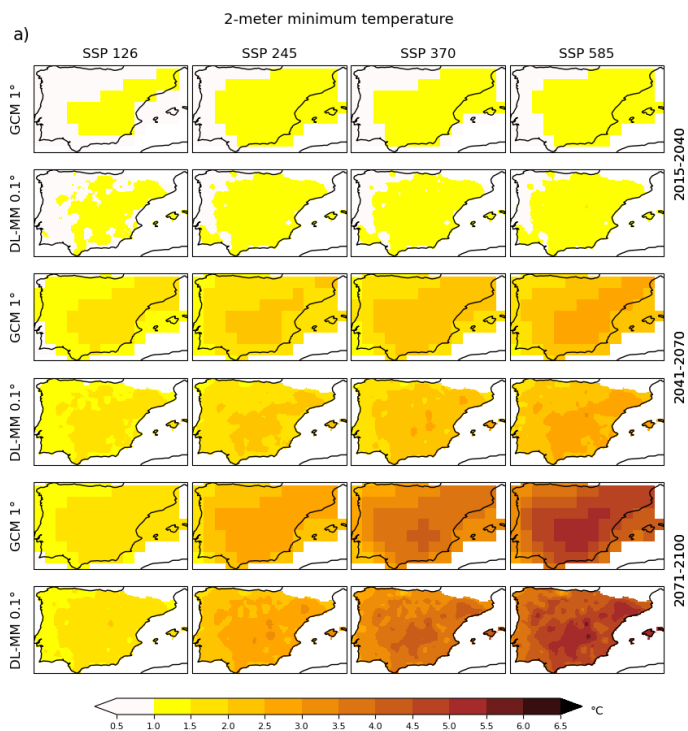 2-meter minimum temperature
a)
SSP 126 SSP 245 SSP 370 SSP 585
GCM 1°
DL-MM 0.1°
2015-2040
GCM 1°
DL-MM 0.1°
2041-2070
GCM 1°
DL-MM 0.1°
2071-2100
0.5 1.0 1.5 2.0 2.5 3.0 3.5 4.0 4.5 5.0 5.5 6.0 6.5 °C